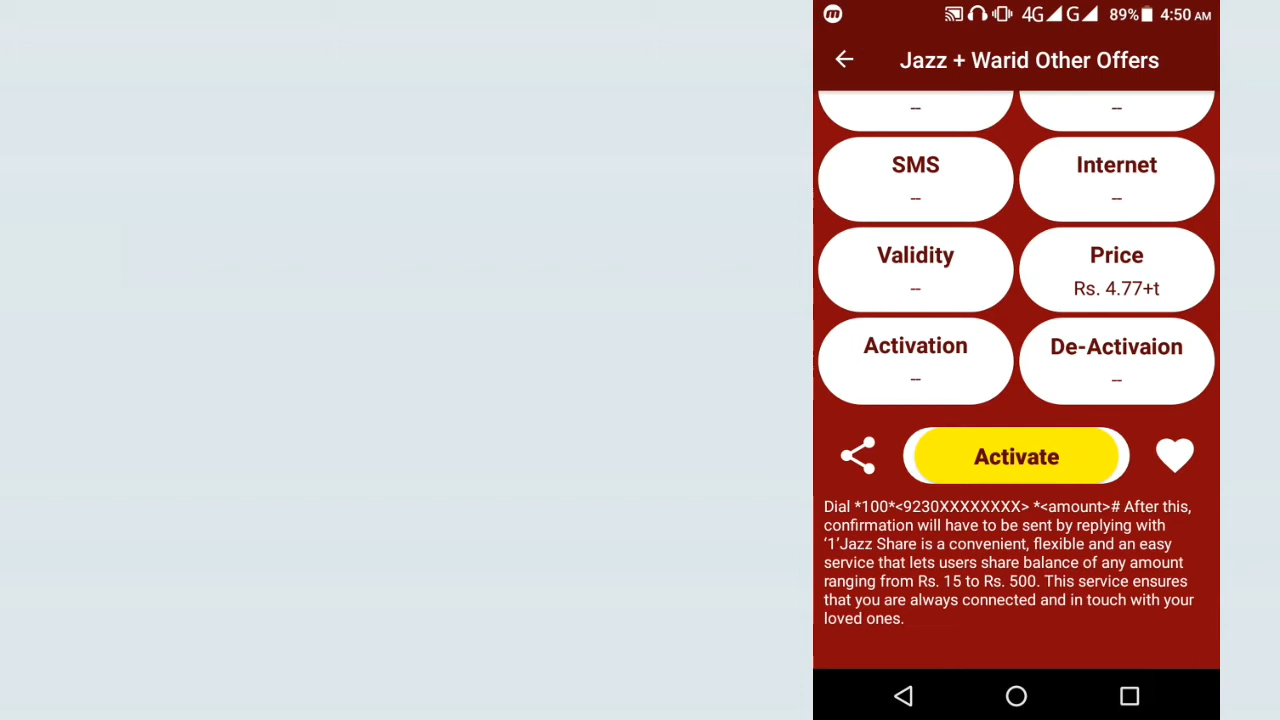 4G G 89% 4:50 AM
Jazz + Warid Other Offers
-- --
SMS Internet
-- --
Validity Price
-- Rs. 4.77+t
Activation De-Activaion
-- --
Activate
Dial *100*<9230XXXXXXXX> *<amount># After this,
confirmation will have to be sent by replying with
‘1’Jazz Share is a convenient, flexible and an easy
service that lets users share balance of any amount
ranging from Rs. 15 to Rs. 500. This service ensures
that you are always connected and in touch with your
loved ones.